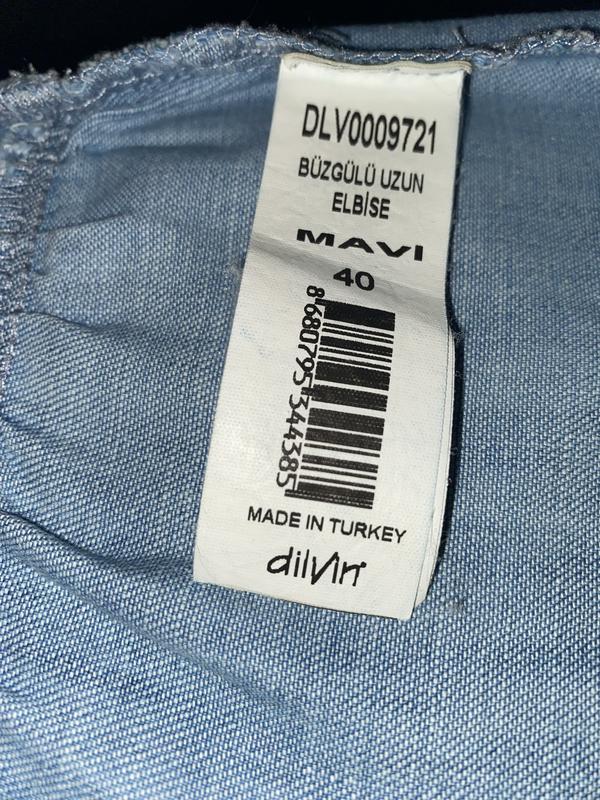 DLV0009721
BÜZGÜLÜ UZUN
ELBİSE
MAVI
40
8680795344385
MADE IN TURKEY
dilvin